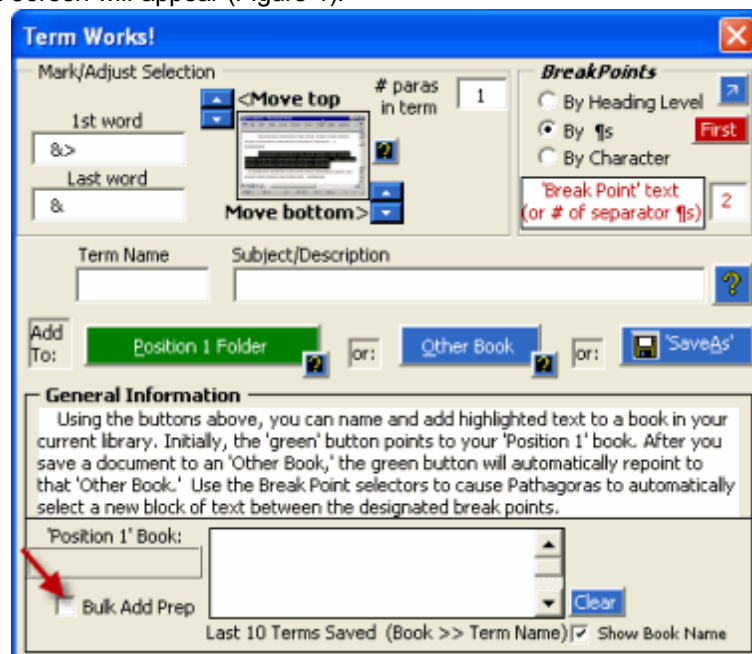 screen will appear (Figure 1).
Term Works!
Mark/Adjust Selection
<Move top
# paras
in term
1
1st word
&>
Last word
&
Move bottom>
BreakPoints
By Heading Level
By ¶s
First
By Character
'Break Point' text
(or # of separator ¶s)
2
Term Name
Subject/Description
?
Add
To:
Position 1 Folder
?
or:
Other Book
?
or:
'SaveAs'
General Information
Using the buttons above, you can name and add highlighted text to a book in your
current library. Initially, the 'green' button points to your 'Position 1' book. After you
save a document to an 'Other Book,' the green button will automatically repoint to
that 'Other Book.' Use the Break Point selectors to cause Pathagoras to automatically
select a new block of text between the designated break points.
'Position 1' Book:
Bulk Add Prep
Clear
Last 10 Terms Saved (Book >> Term Name)
Show Book Name